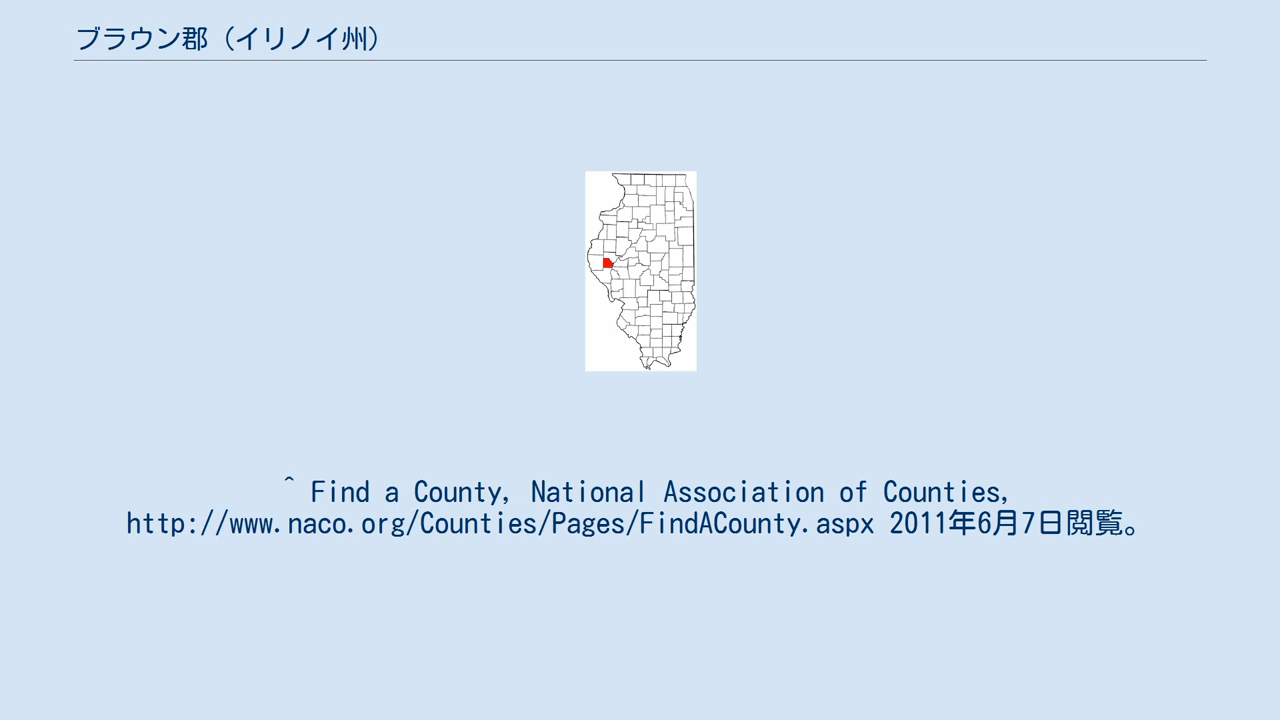 ブラウン郡（イリノイ州）
^ Find a County, National Association of Counties,
http://www.naco.org/Counties/Pages/FindACounty.aspx 2011年6月7日閲覧。